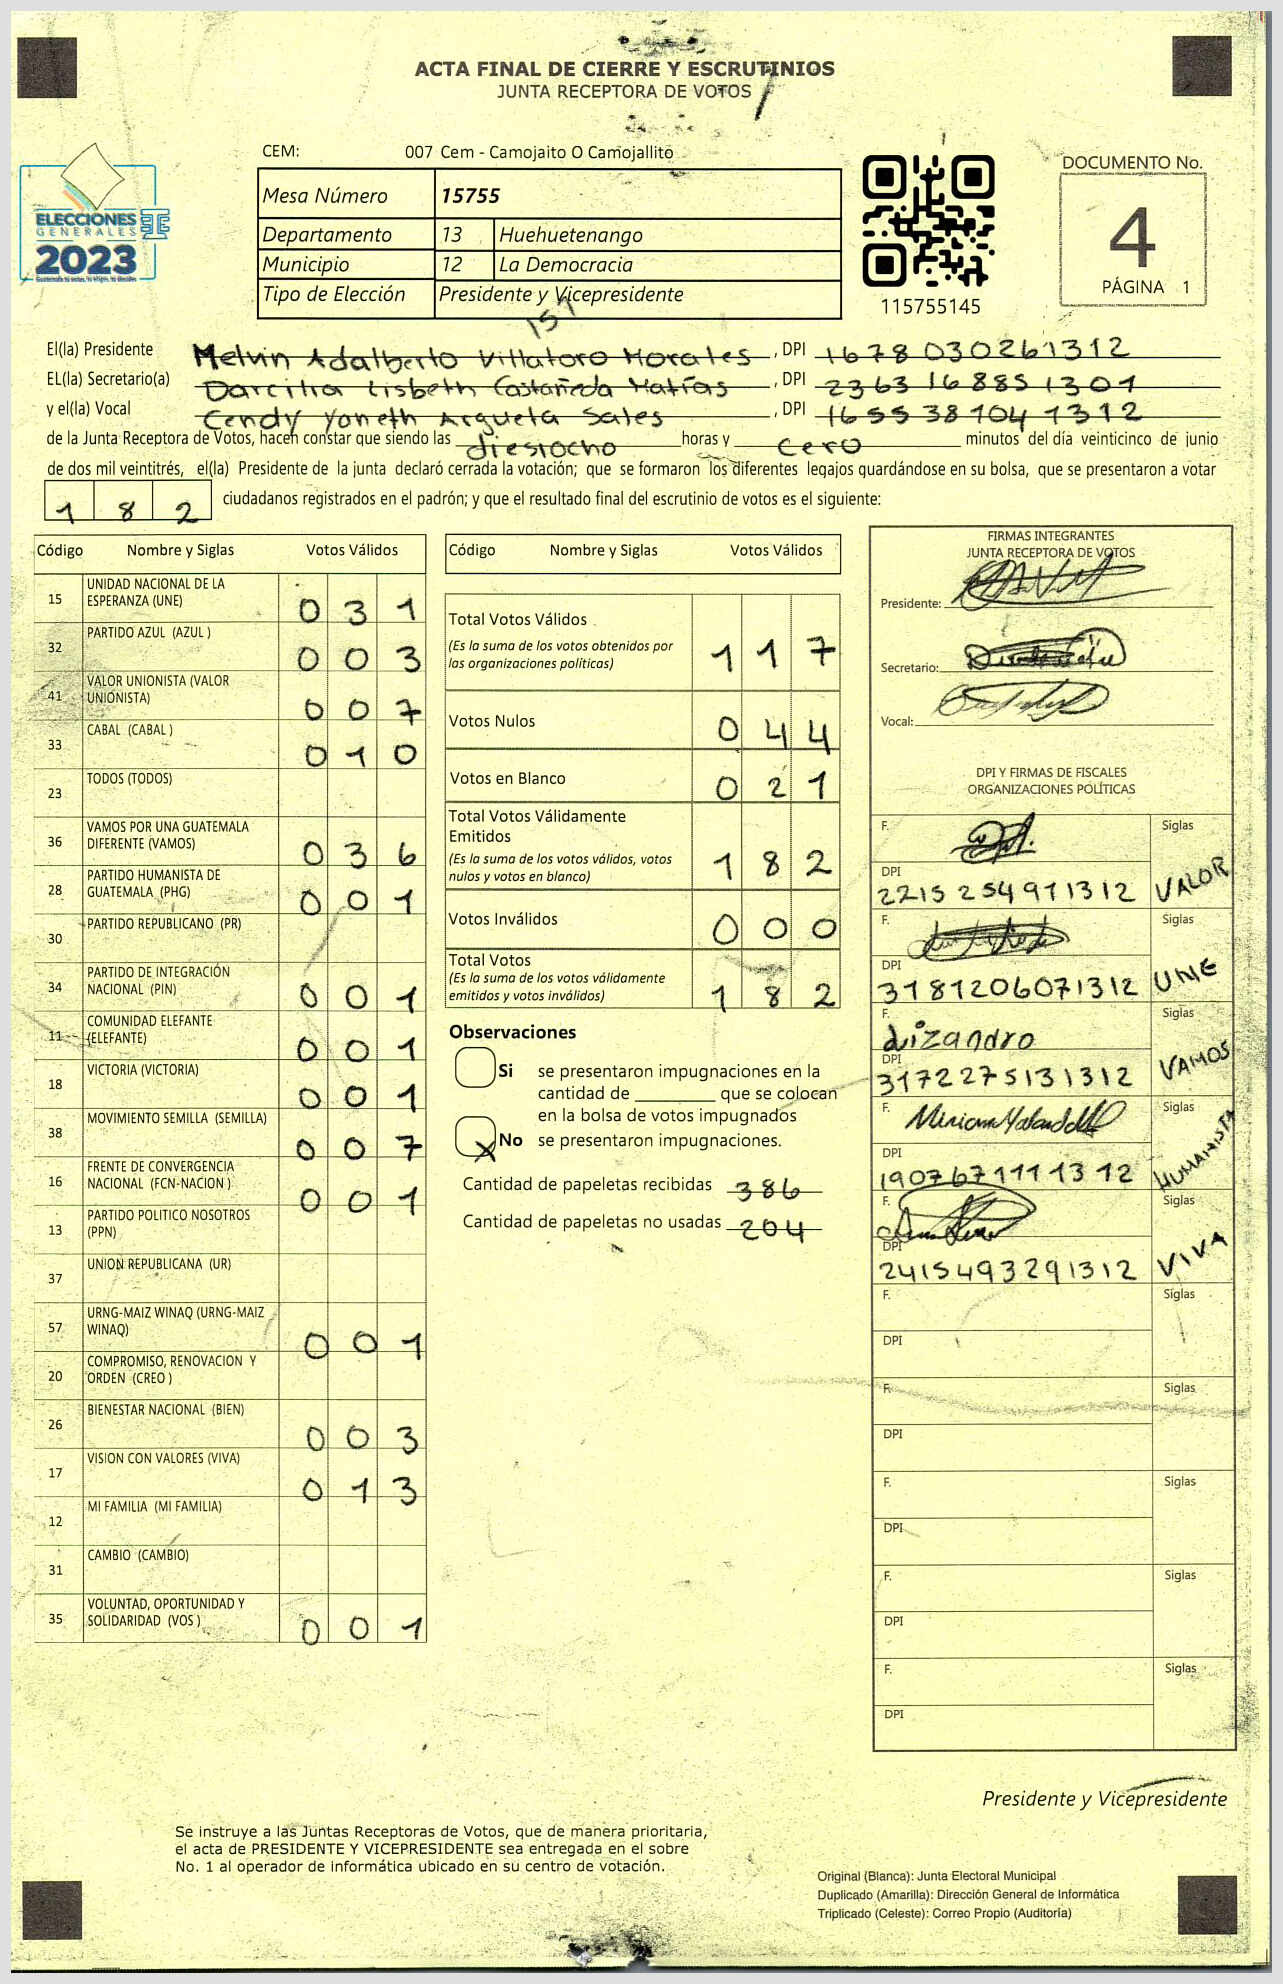 ACTA FINAL DE CIERRE Y ESCRUTINIOS
JUNTA RECEPTORA DE VOTOS
CEM: 007 Cem - Camojaito O Camojallito
Mesa Número 15755
Departamento 13 Huehuetenango
Municipio 12 La Democracia
Tipo de Elección Presidente y Vicepresidente
ELECCIONES
GENERALES
2023
115755145
DOCUMENTO No.
4
PÁGINA 1
157
El(la) Presidente Melvin Adalberto Villatoro Morales, DPI 1678 030261312
EL(la) Secretario(a) Darcilia Lisbeth Castañeda Matías, DPI 2363 16885 1301
y el(la) Vocal Cendy Yoneth Argueta Sales, DPI 1655 38104 1312
de la Junta Receptora de Votos, hacen constar que siendo las diesiocho horas y cero minutos del día veinticinco de junio
de dos mil veintitrés, el(la) Presidente de la junta declaró cerrada la votación; que se formaron los diferentes legajos guardándose en su bolsa, que se presentaron a votar
1 8 2 ciudadanos registrados en el padrón; y que el resultado final del escrutinio de votos es el siguiente:
Código Nombre y Siglas Votos Válidos
15 UNIDAD NACIONAL DE LA
ESPERANZA (UNE) 0 3 1
32 PARTIDO AZUL (AZUL ) 0 0 3
41 VALOR UNIONISTA (VALOR
UNIONISTA) 0 0 7
33 CABAL (CABAL ) 0 1 0
23 TODOS (TODOS)
36 VAMOS POR UNA GUATEMALA
DIFERENTE (VAMOS) 0 3 6
28 PARTIDO HUMANISTA DE
GUATEMALA (PHG) 0 0 1
30 PARTIDO REPUBLICANO (PR)
34 PARTIDO DE INTEGRACIÓN
NACIONAL (PIN) 0 0 1
11 COMUNIDAD ELEFANTE
(ELEFANTE) 0 0 1
18 VICTORIA (VICTORIA) 0 0 1
38 MOVIMIENTO SEMILLA (SEMILLA) 0 0 7
16 FRENTE DE CONVERGENCIA
NACIONAL (FCN-NACION ) 0 0 1
13 PARTIDO POLITICO NOSOTROS
(PPN)
37 UNION REPUBLICANA (UR)
57 URNG-MAIZ WINAQ (URNG-MAIZ
WINAQ) 0 0 1
20 COMPROMISO, RENOVACION Y
ORDEN (CREO )
26 BIENESTAR NACIONAL (BIEN) 0 0 3
17 VISION CON VALORES (VIVA) 0 1 3
12 MI FAMILIA (MI FAMILIA)
31 CAMBIO (CAMBIO)
35 VOLUNTAD, OPORTUNIDAD Y
SOLIDARIDAD (VOS ) 0 0 1
Código Nombre y Siglas Votos Válidos
Total Votos Válidos
(Es la suma de los votos obtenidos por
las organizaciones políticas) 1 1 7
Votos Nulos 0 4 4
Votos en Blanco 0 2 1
Total Votos Válidamente
Emitidos
(Es la suma de los votos válidos, votos
nulos y votos en blanco) 1 8 2
Votos Inválidos 0 0 0
Total Votos
(Es la suma de los votos válidamente
emitidos y votos inválidos) 1 8 2
Observaciones
Si se presentaron impugnaciones en la
cantidad de ________ que se colocan
en la bolsa de votos impugnados
X No se presentaron impugnaciones.
Cantidad de papeletas recibidas 386
Cantidad de papeletas no usadas 204
FIRMAS INTEGRANTES
JUNTA RECEPTORA DE VOTOS
Presidente:
Secretario:
Vocal:
DPI Y FIRMAS DE FISCALES
ORGANIZACIONES POLÍTICAS
F. Siglas
DPI
2215 254911312 VALOR
F. Siglas
DPI
3181206071312 UNE
F. Siglas
Lizandro
DPI
3172275131312 VAMOS
F. Siglas
DPI
1907671111312 HUMANISTA
F. Siglas
DPI
2415493291312 VIVA
F. Siglas
DPI
F. Siglas
DPI
F. Siglas
DPI
F. Siglas
DPI
F. Siglas
DPI
Presidente y Vicepresidente
Se instruye a las Juntas Receptoras de Votos, que de manera prioritaria,
el acta de PRESIDENTE Y VICEPRESIDENTE sea entregada en el sobre
No. 1 al operador de informática ubicado en su centro de votación.
Original (Blanca): Junta Electoral Municipal
Duplicado (Amarilla): Dirección General de Informática
Triplicado (Celeste): Correo Propio (Auditoría)